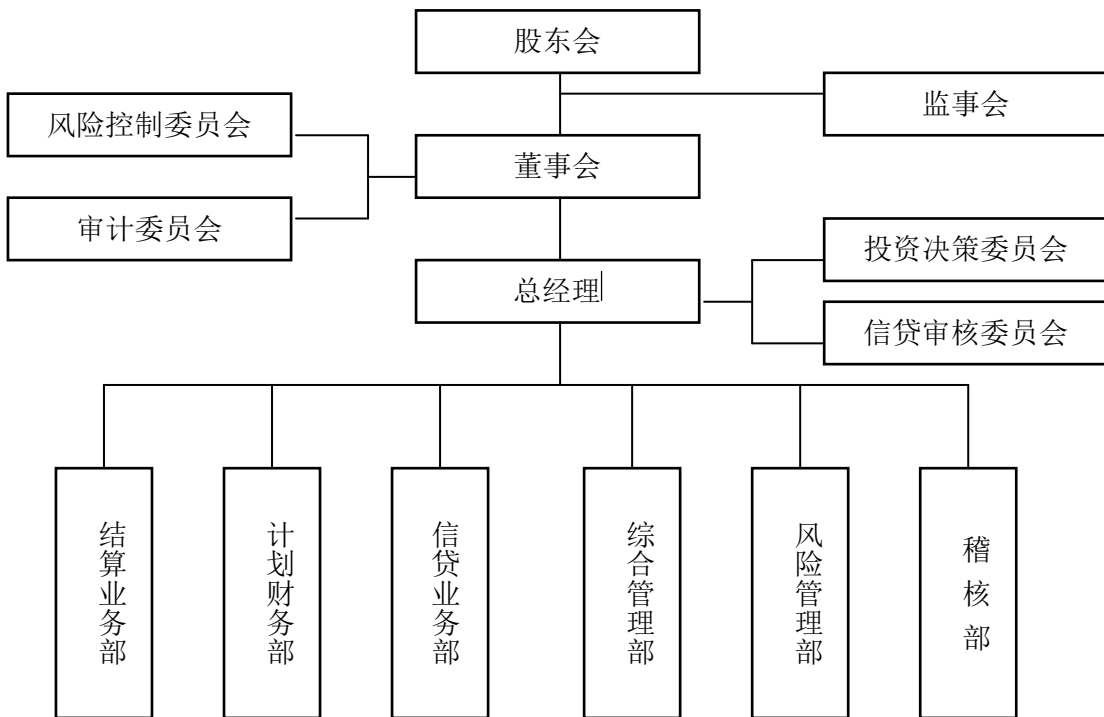 股东会
监事会
风险控制委员会
董事会
审计委员会
投资决策委员会
总经理
信贷审核委员会
结算业务部
计划财务部
信贷业务部
综合管理部
风险管理部
稽核部